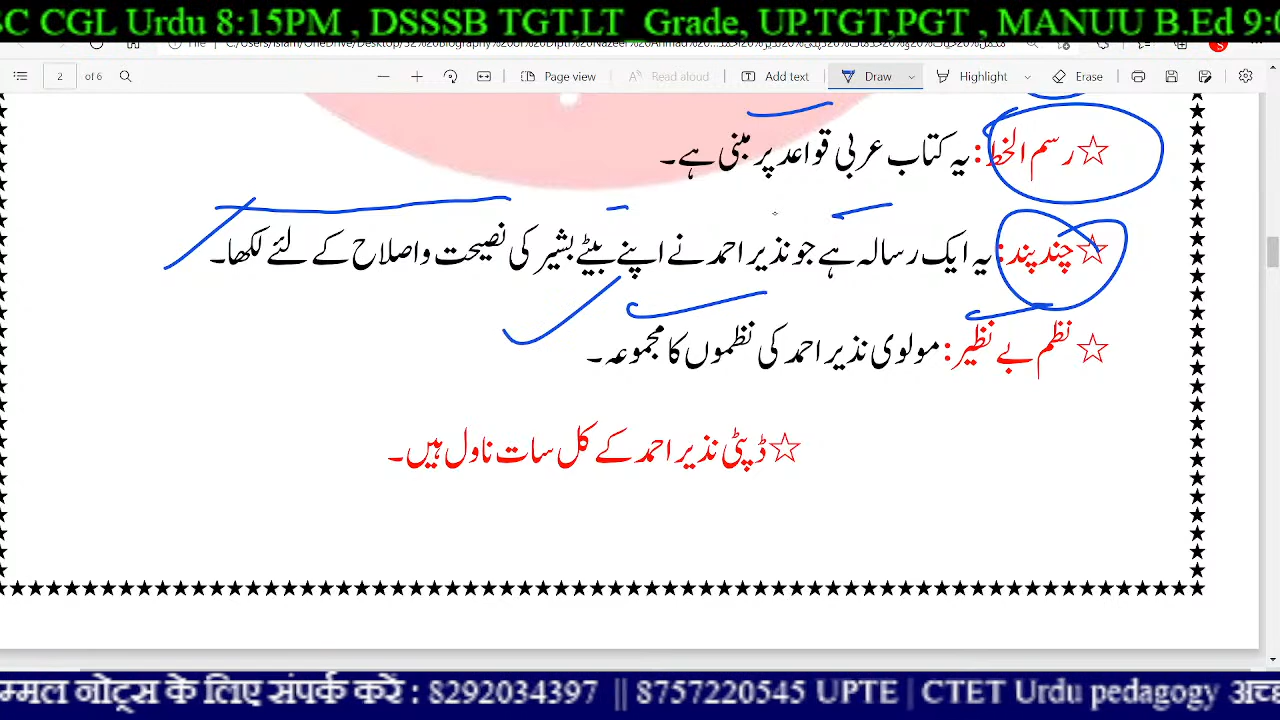 SC CGL Urdu 8:15PM , DSSSB TGT,LT_Grade, UP.TGT,PGT , MANUU B.Ed 9:0
2 of 6 Page view Read aloud Add text Draw Highlight Erase
☆رسم الخط: یہ کتاب عربی قواعد پر مبنی ہے۔
☆چند پند: یہ ایک رسالہ ہے جو نذیر احمد نے اپنے بیٹے بشیر کی نصیحت و اصلاح کے لئے لکھا۔
☆ نظم بے نظیر: مولوی نذیر احمد کی نظموں کا مجموعہ۔
☆ڈپٹی نذیر احمد کے کل سات ناول ہیں۔
म्मल नोट्स के लिए संपर्क करें : 8292034397 || 8757220545 UPTE | CTET Urdu pedagogy अच्छ